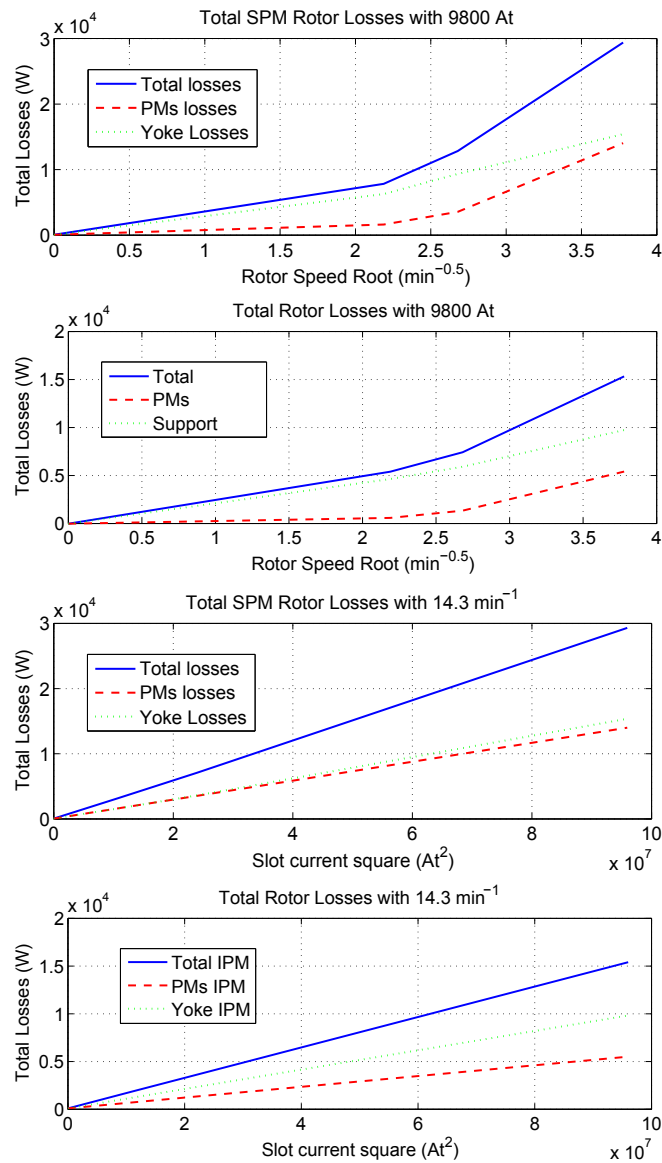 Total SPM Rotor Losses with 9800 At
x 10^4
3
2
1
0
Total Losses (W)
Total losses
PMs losses
Yoke Losses
0 0.5 1 1.5 2 2.5 3 3.5 4
Rotor Speed Root (min^-0.5)
Total Rotor Losses with 9800 At
x 10^4
2
1.5
1
0.5
0
Total Losses (W)
Total
PMs
Support
0 0.5 1 1.5 2 2.5 3 3.5 4
Rotor Speed Root (min^-0.5)
Total SPM Rotor Losses with 14.3 min^-1
x 10^4
3
2
1
0
Total Losses (W)
Total losses
PMs losses
Yoke Losses
0 2 4 6 8 10
Slot current square (At^2)
x 10^7
Total Rotor Losses with 14.3 min^-1
x 10^4
2
1.5
1
0.5
0
Total Losses (W)
Total IPM
PMs IPM
Yoke IPM
0 2 4 6 8 10
Slot current square (At^2)
x 10^7